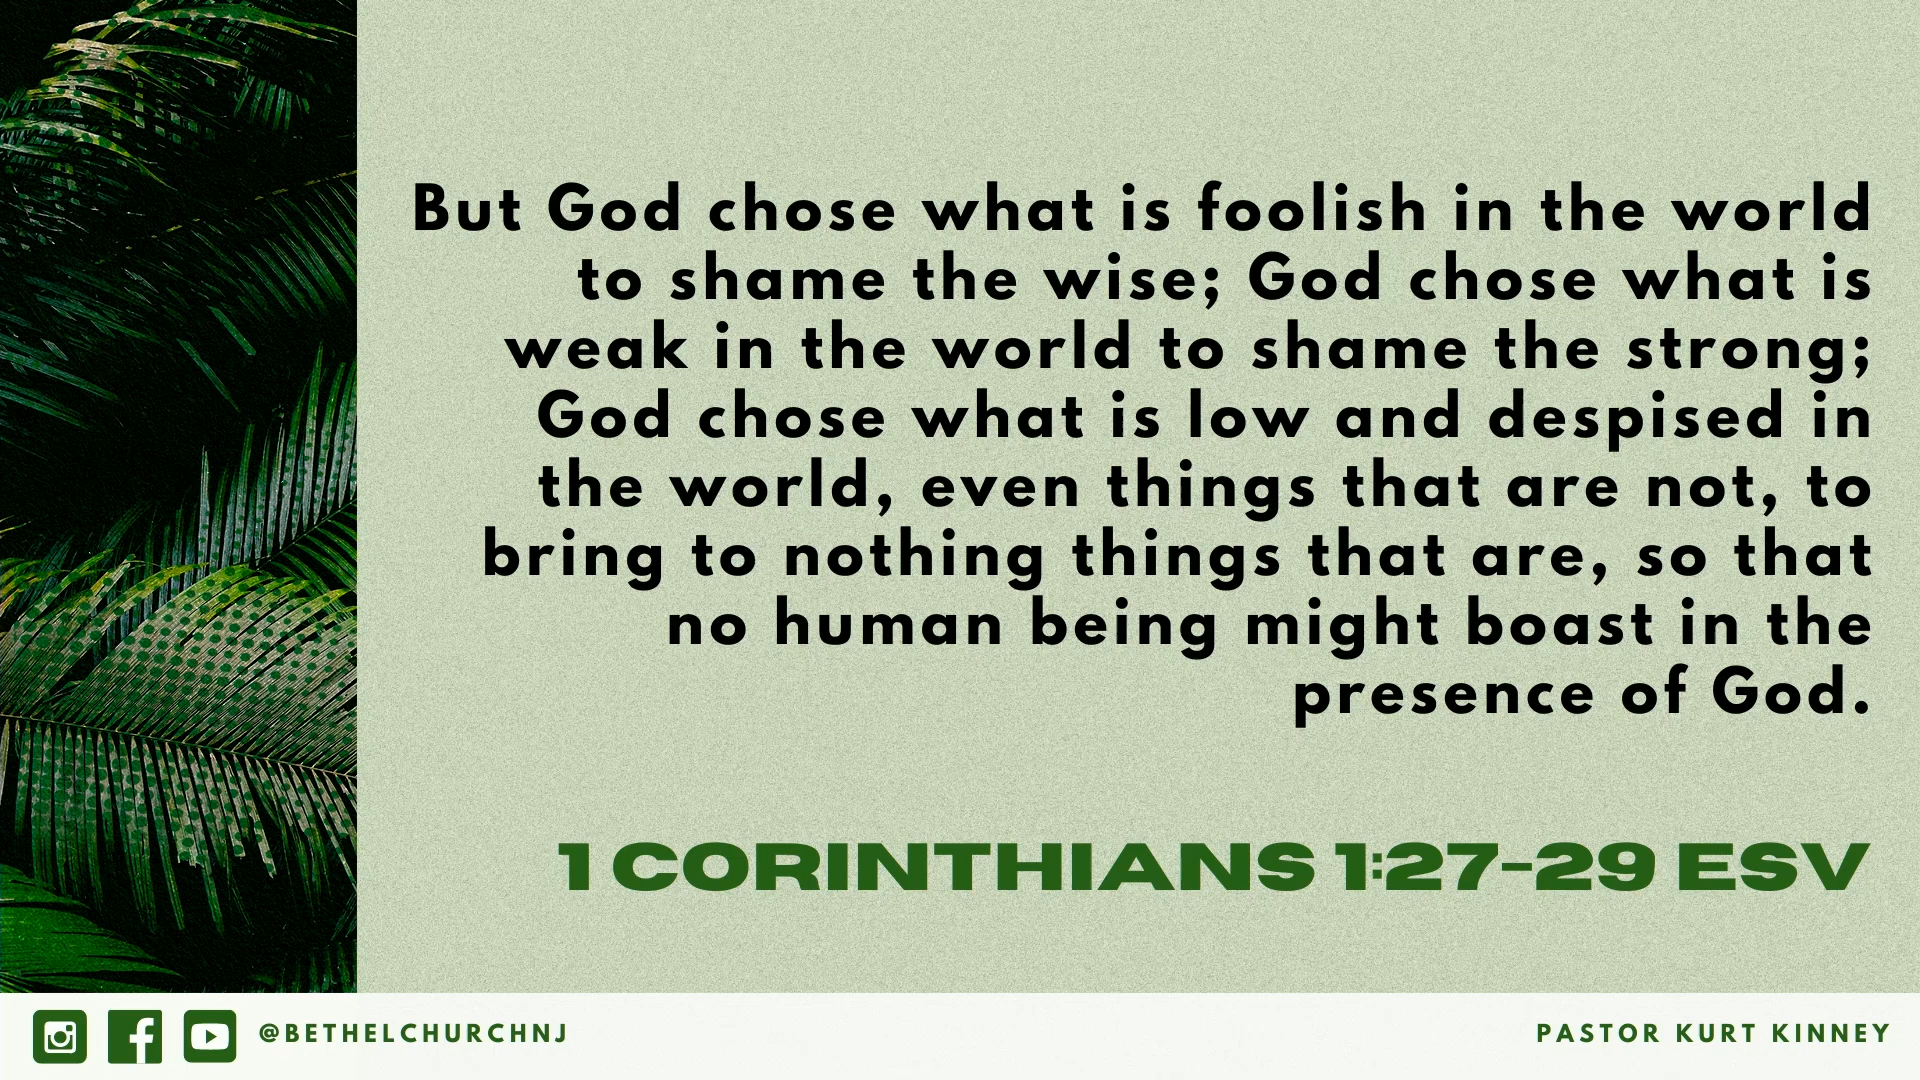 But God chose what is foolish in the world
to shame the wise; God chose what is
weak in the world to shame the strong;
God chose what is low and despised in
the world, even things that are not, to
bring to nothing things that are, so that
no human being might boast in the
presence of God.
1 CORINTHIANS 1:27-29 ESV
@BETHELCHURCHNJ
PASTOR KURT KINNEY